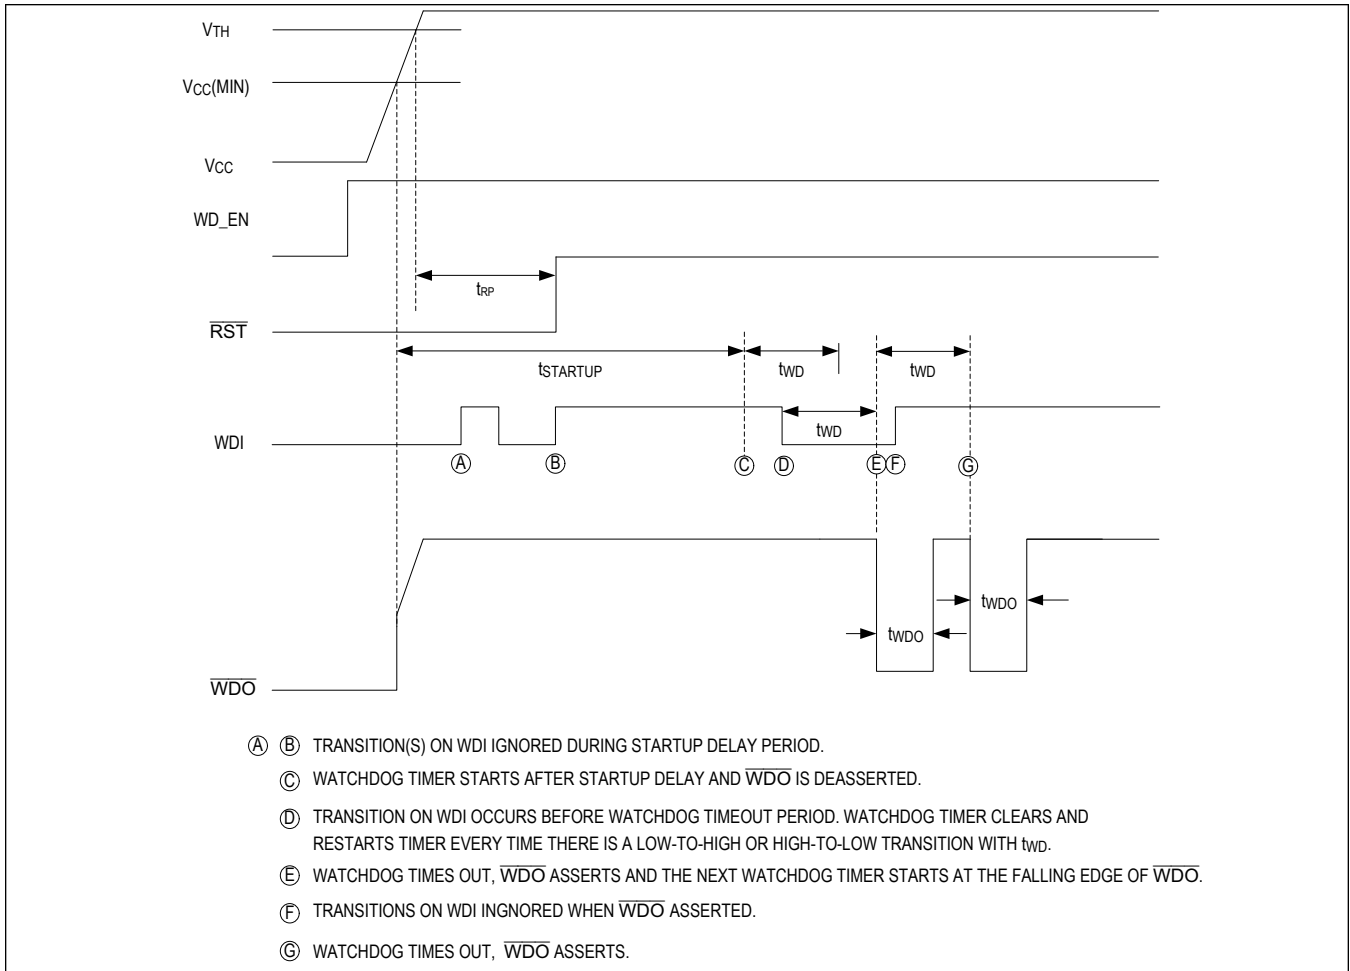 VTH
VCC(MIN)
VCC
WD_EN
tRP
RST
tSTARTUP
tWD
tWD
tWD
WDI
A
B
C
D
E
F
G
tWDO
tWDO
WDO
A B TRANSITION(S) ON WDI IGNORED DURING STARTUP DELAY PERIOD.
C WATCHDOG TIMER STARTS AFTER STARTUP DELAY AND WDO IS DEASSERTED.
D TRANSITION ON WDI OCCURS BEFORE WATCHDOG TIMEOUT PERIOD. WATCHDOG TIMER CLEARS AND
RESTARTS TIMER EVERY TIME THERE IS A LOW-TO-HIGH OR HIGH-TO-LOW TRANSITION WITH tWD.
E WATCHDOG TIMES OUT, WDO ASSERTS AND THE NEXT WATCHDOG TIMER STARTS AT THE FALLING EDGE OF WDO.
F TRANSITIONS ON WDI INGNORED WHEN WDO ASSERTED.
G WATCHDOG TIMES OUT, WDO ASSERTS.